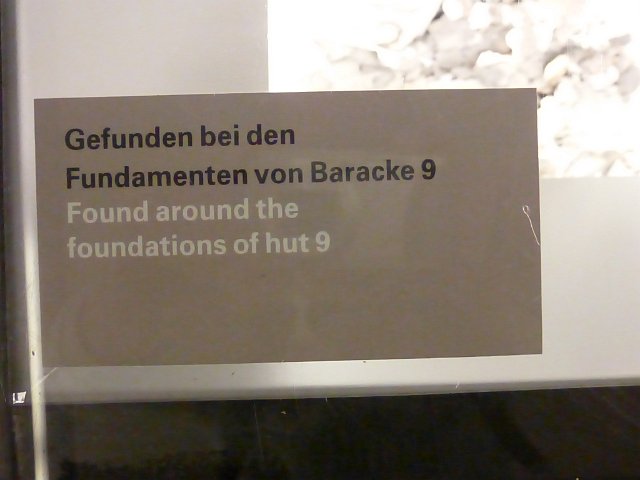 Gefunden bei den
Fundamenten von Baracke 9
Found around the
foundations of hut 9